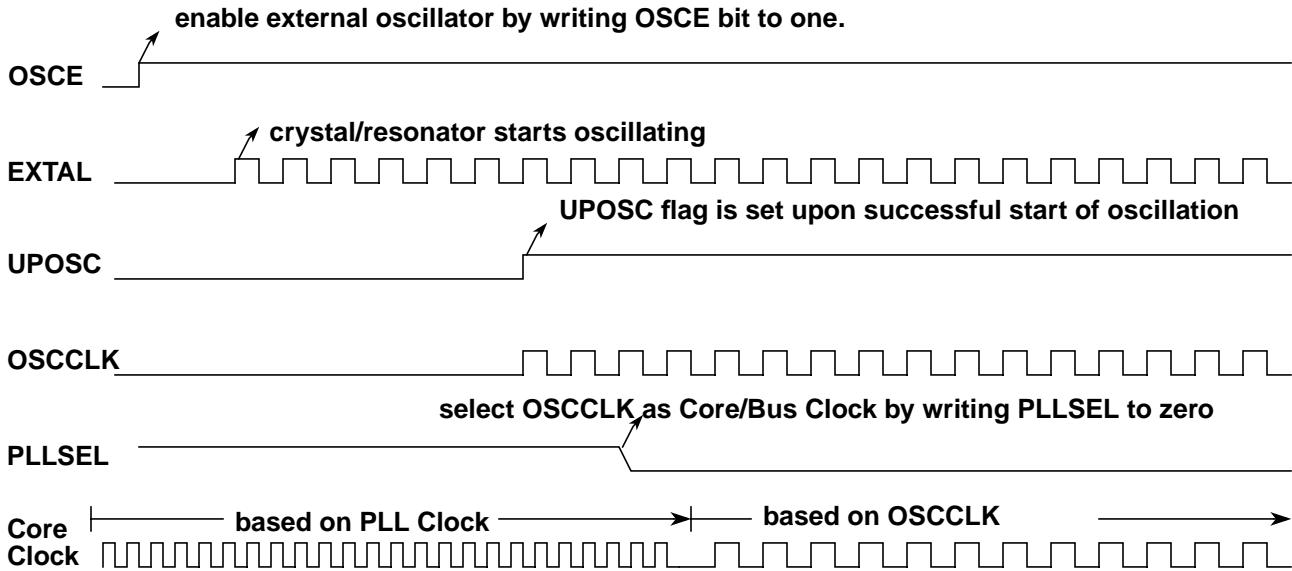 enable external oscillator by writing OSCE bit to one.
OSCE
crystal/resonator starts oscillating
EXTAL
UPOSC flag is set upon successful start of oscillation
UPOSC
OSCCLK
select OSCCLK as Core/Bus Clock by writing PLLSEL to zero
PLLSEL
based on PLL Clock
based on OSCCLK
Core
Clock